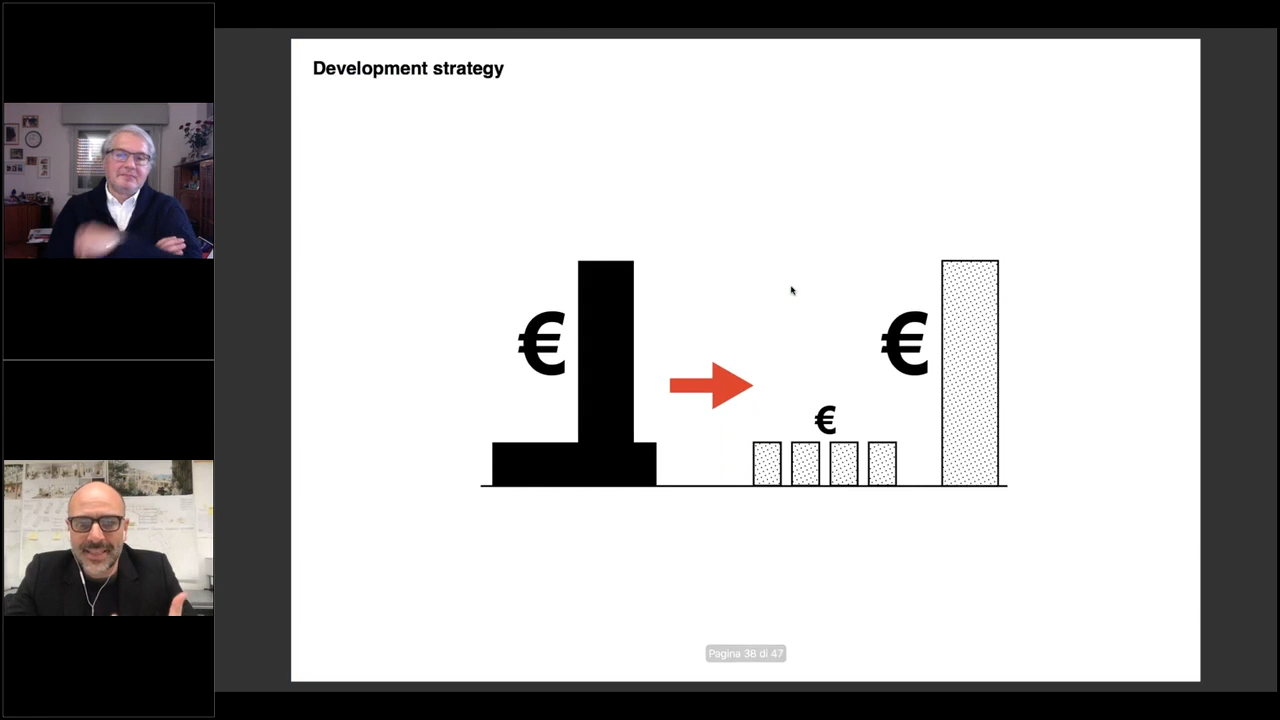 Development strategy
€
€
€
Pagina 38 di 47